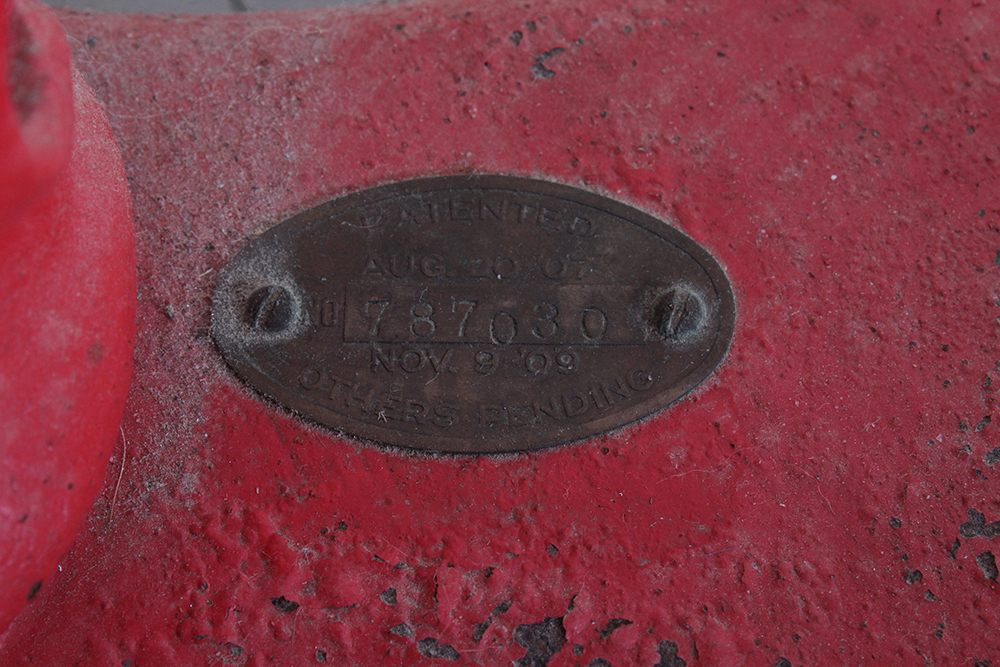 PATENTED
AUG. 20 '07
NO 787030
NOV. 9 '09
OTHERS PENDING.